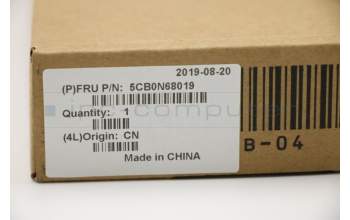 2019-08-20
(P)FRU P/N: 5CB0N68019
Quantity: 1
(4L)Origin: CN
Made in CHINA
B-04